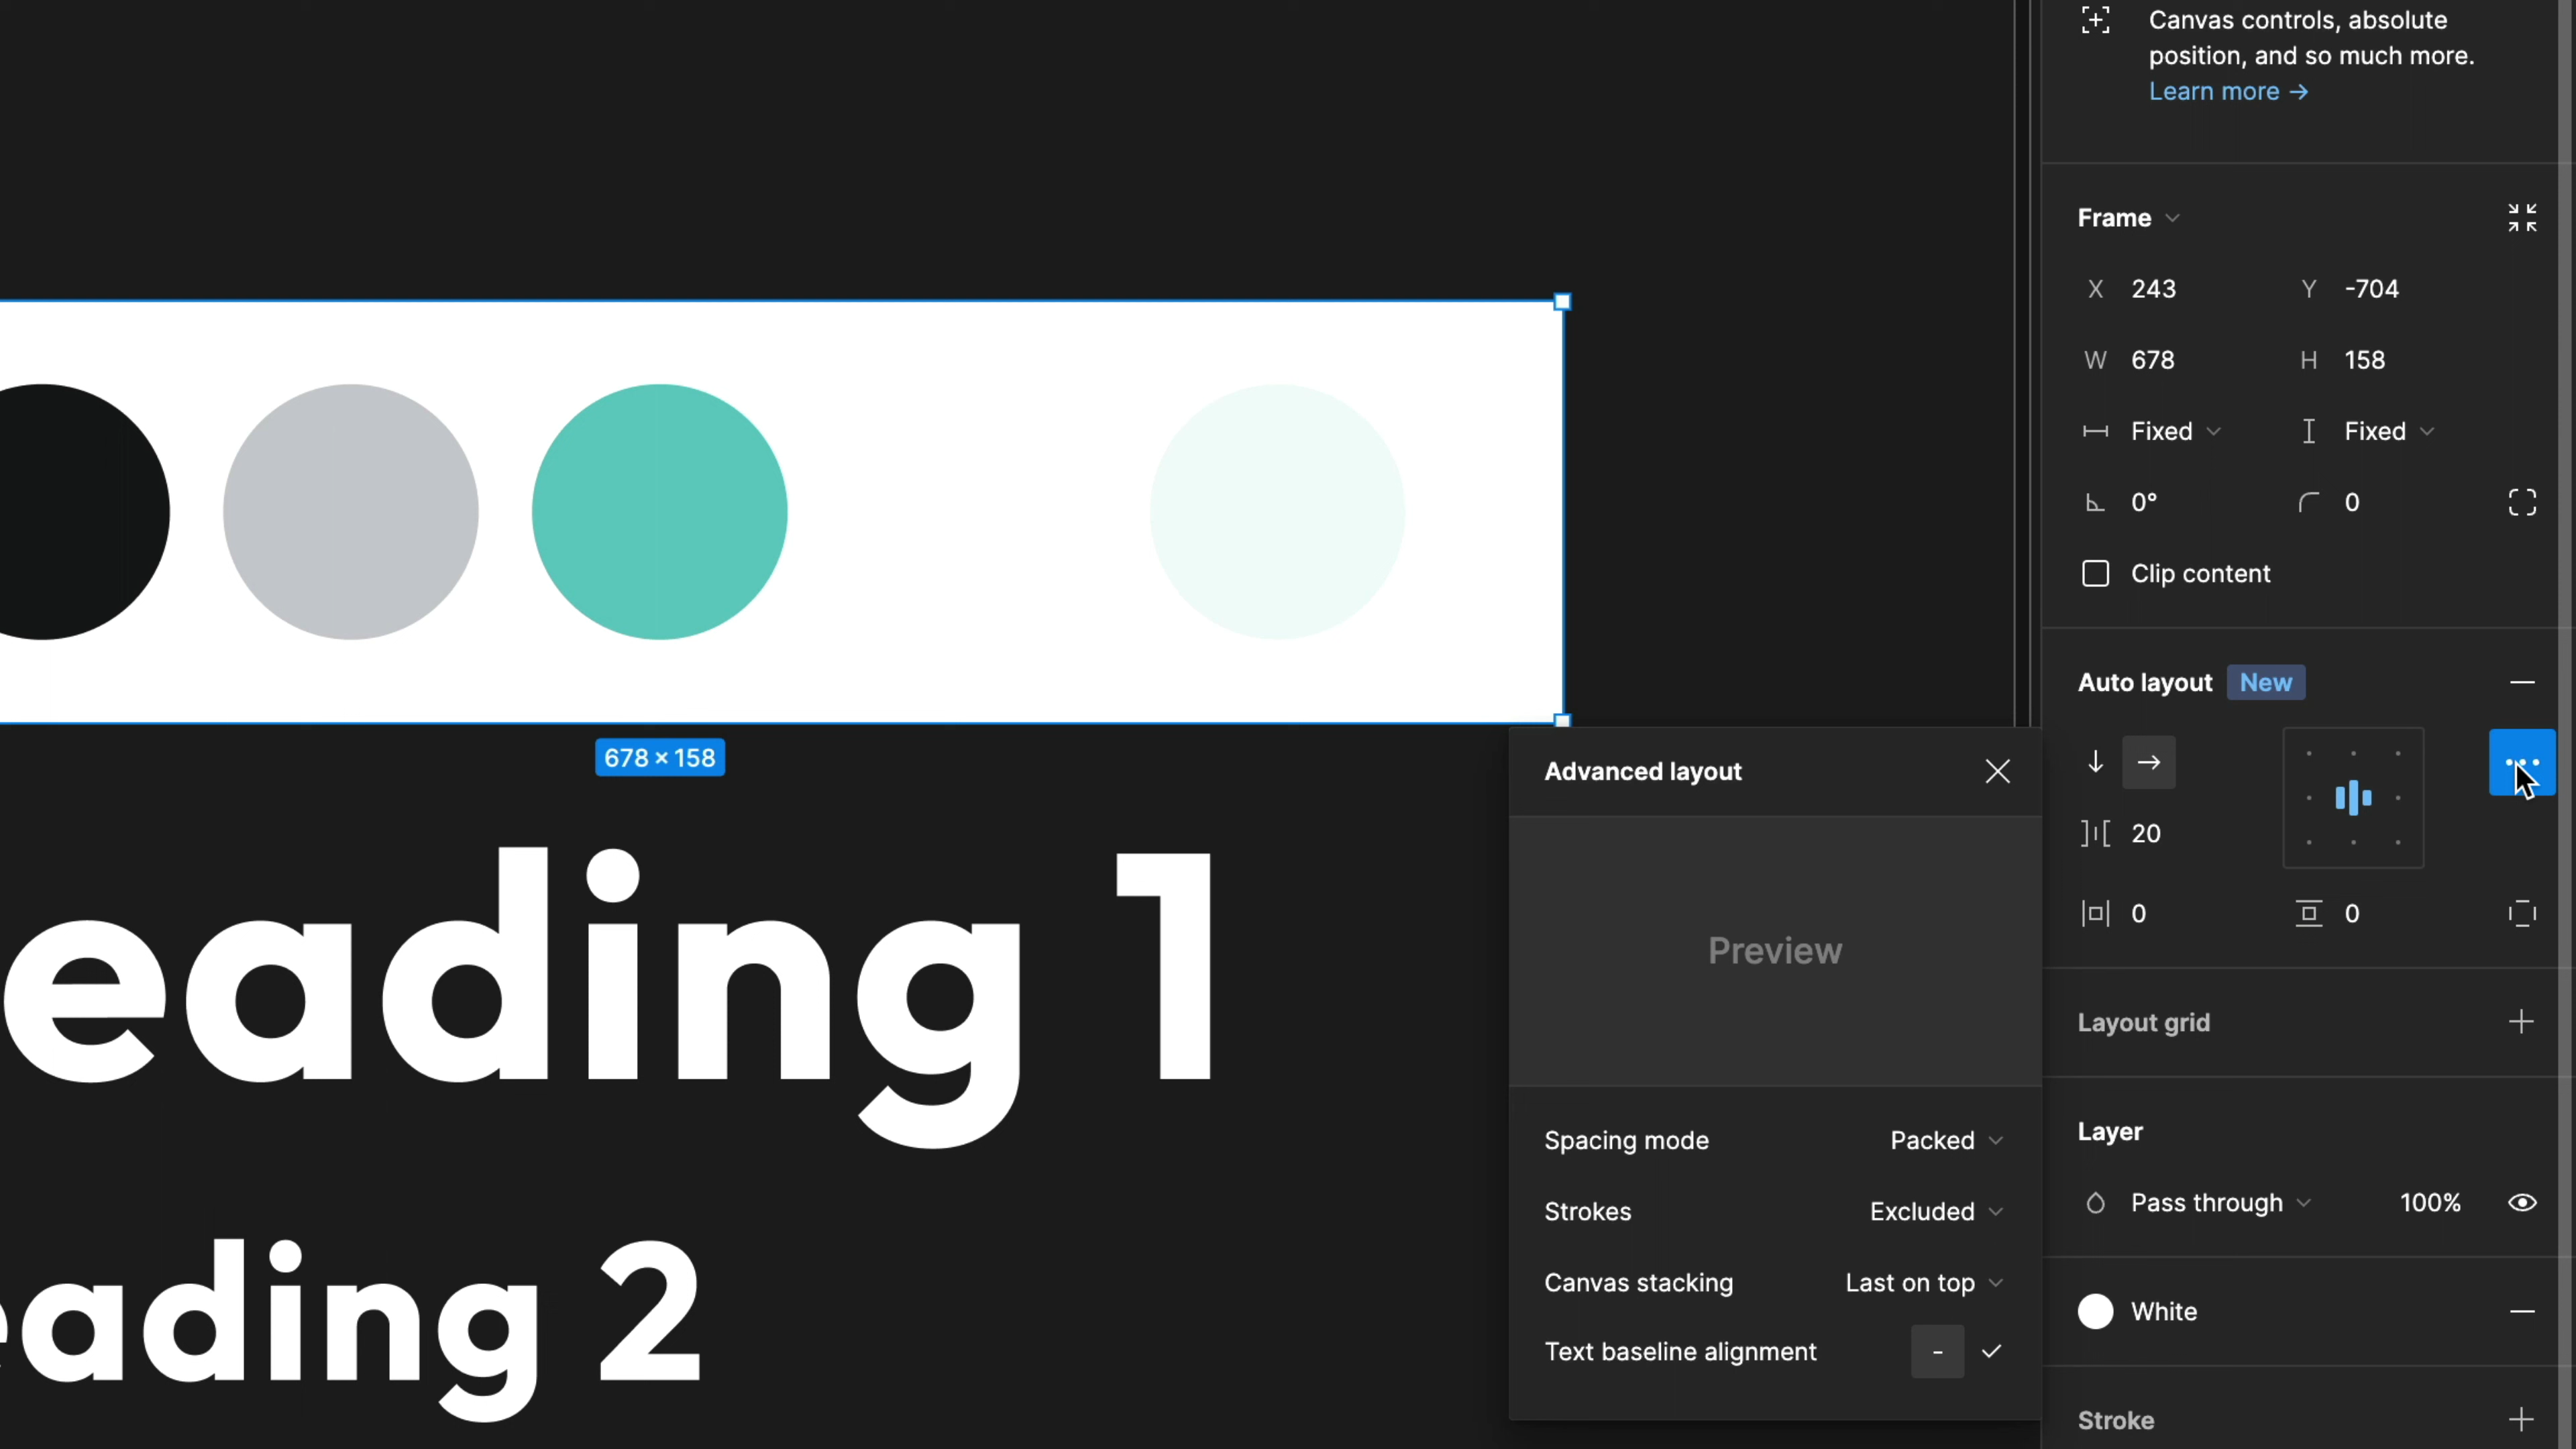 Canvas controls, absolute
position, and so much more.
Learn more →
Frame
X 243 Y -704
W 678 H 158
Fixed Fixed
0° 0
Clip content
Auto layout New
20
0 0
Layout grid
Layer
Pass through 100%
White
Stroke
678 × 158
eading 1
eading 2
Advanced layout
Preview
Spacing mode Packed
Strokes Excluded
Canvas stacking Last on top
Text baseline alignment -